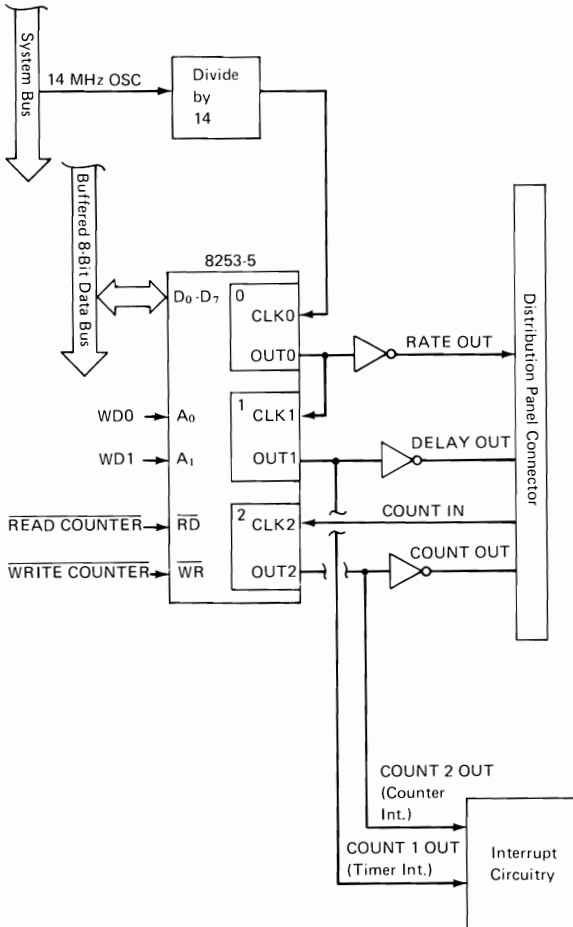 System Bus
14 MHz OSC
Divide
by
14
Buffered 8-Bit Data Bus
8253-5
D0-D7
0
CLK0
OUT0
RATE OUT
Distribution Panel Connector
WD0
A0
1
CLK1
WD1
A1
OUT1
DELAY OUT
READ COUNTER
RD
2
CLK2
COUNT IN
WRITE COUNTER
WR
OUT2
COUNT OUT
COUNT 2 OUT
(Counter
Int.)
COUNT 1 OUT
(Timer Int.)
Interrupt
Circuitry